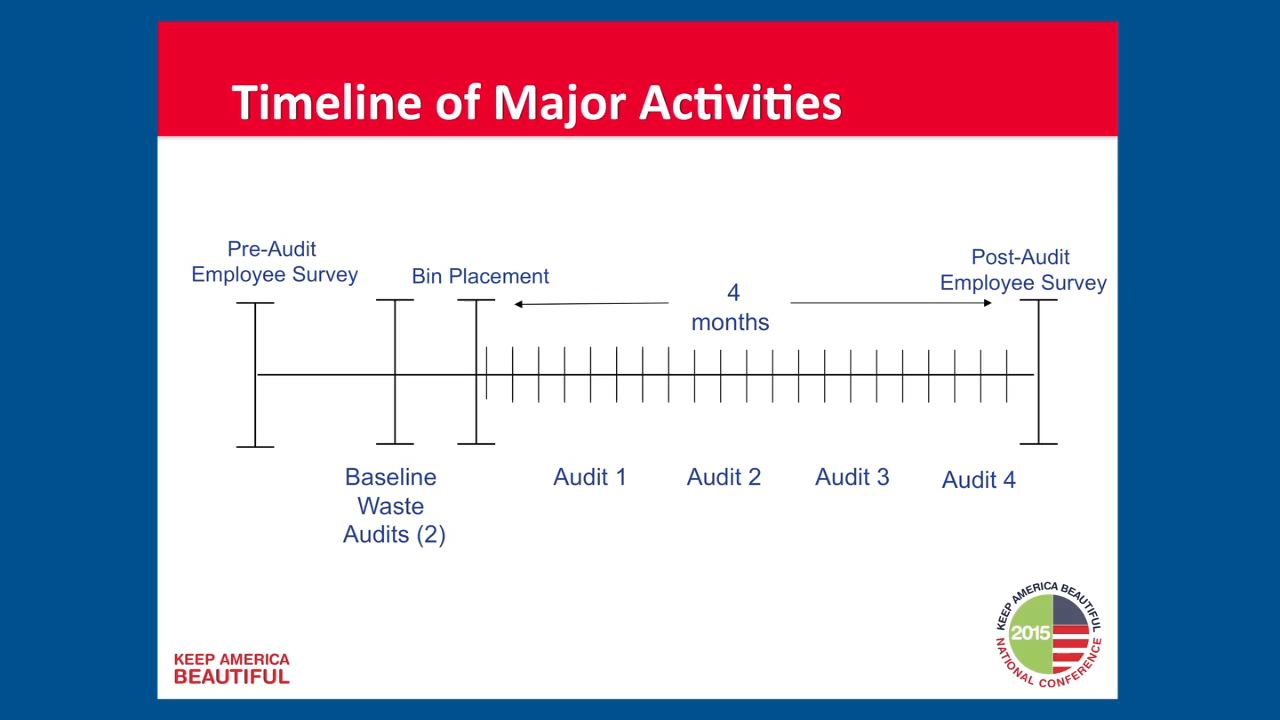 Timeline of Major Activities
Pre-Audit
Employee Survey
Bin Placement
4
months
Post-Audit
Employee Survey
Baseline
Waste
Audits (2)
Audit 1
Audit 2
Audit 3
Audit 4
KEEP AMERICA
BEAUTIFUL
KEEP AMERICA BEAUTIFUL
2015
NATIONAL CONFERENCE